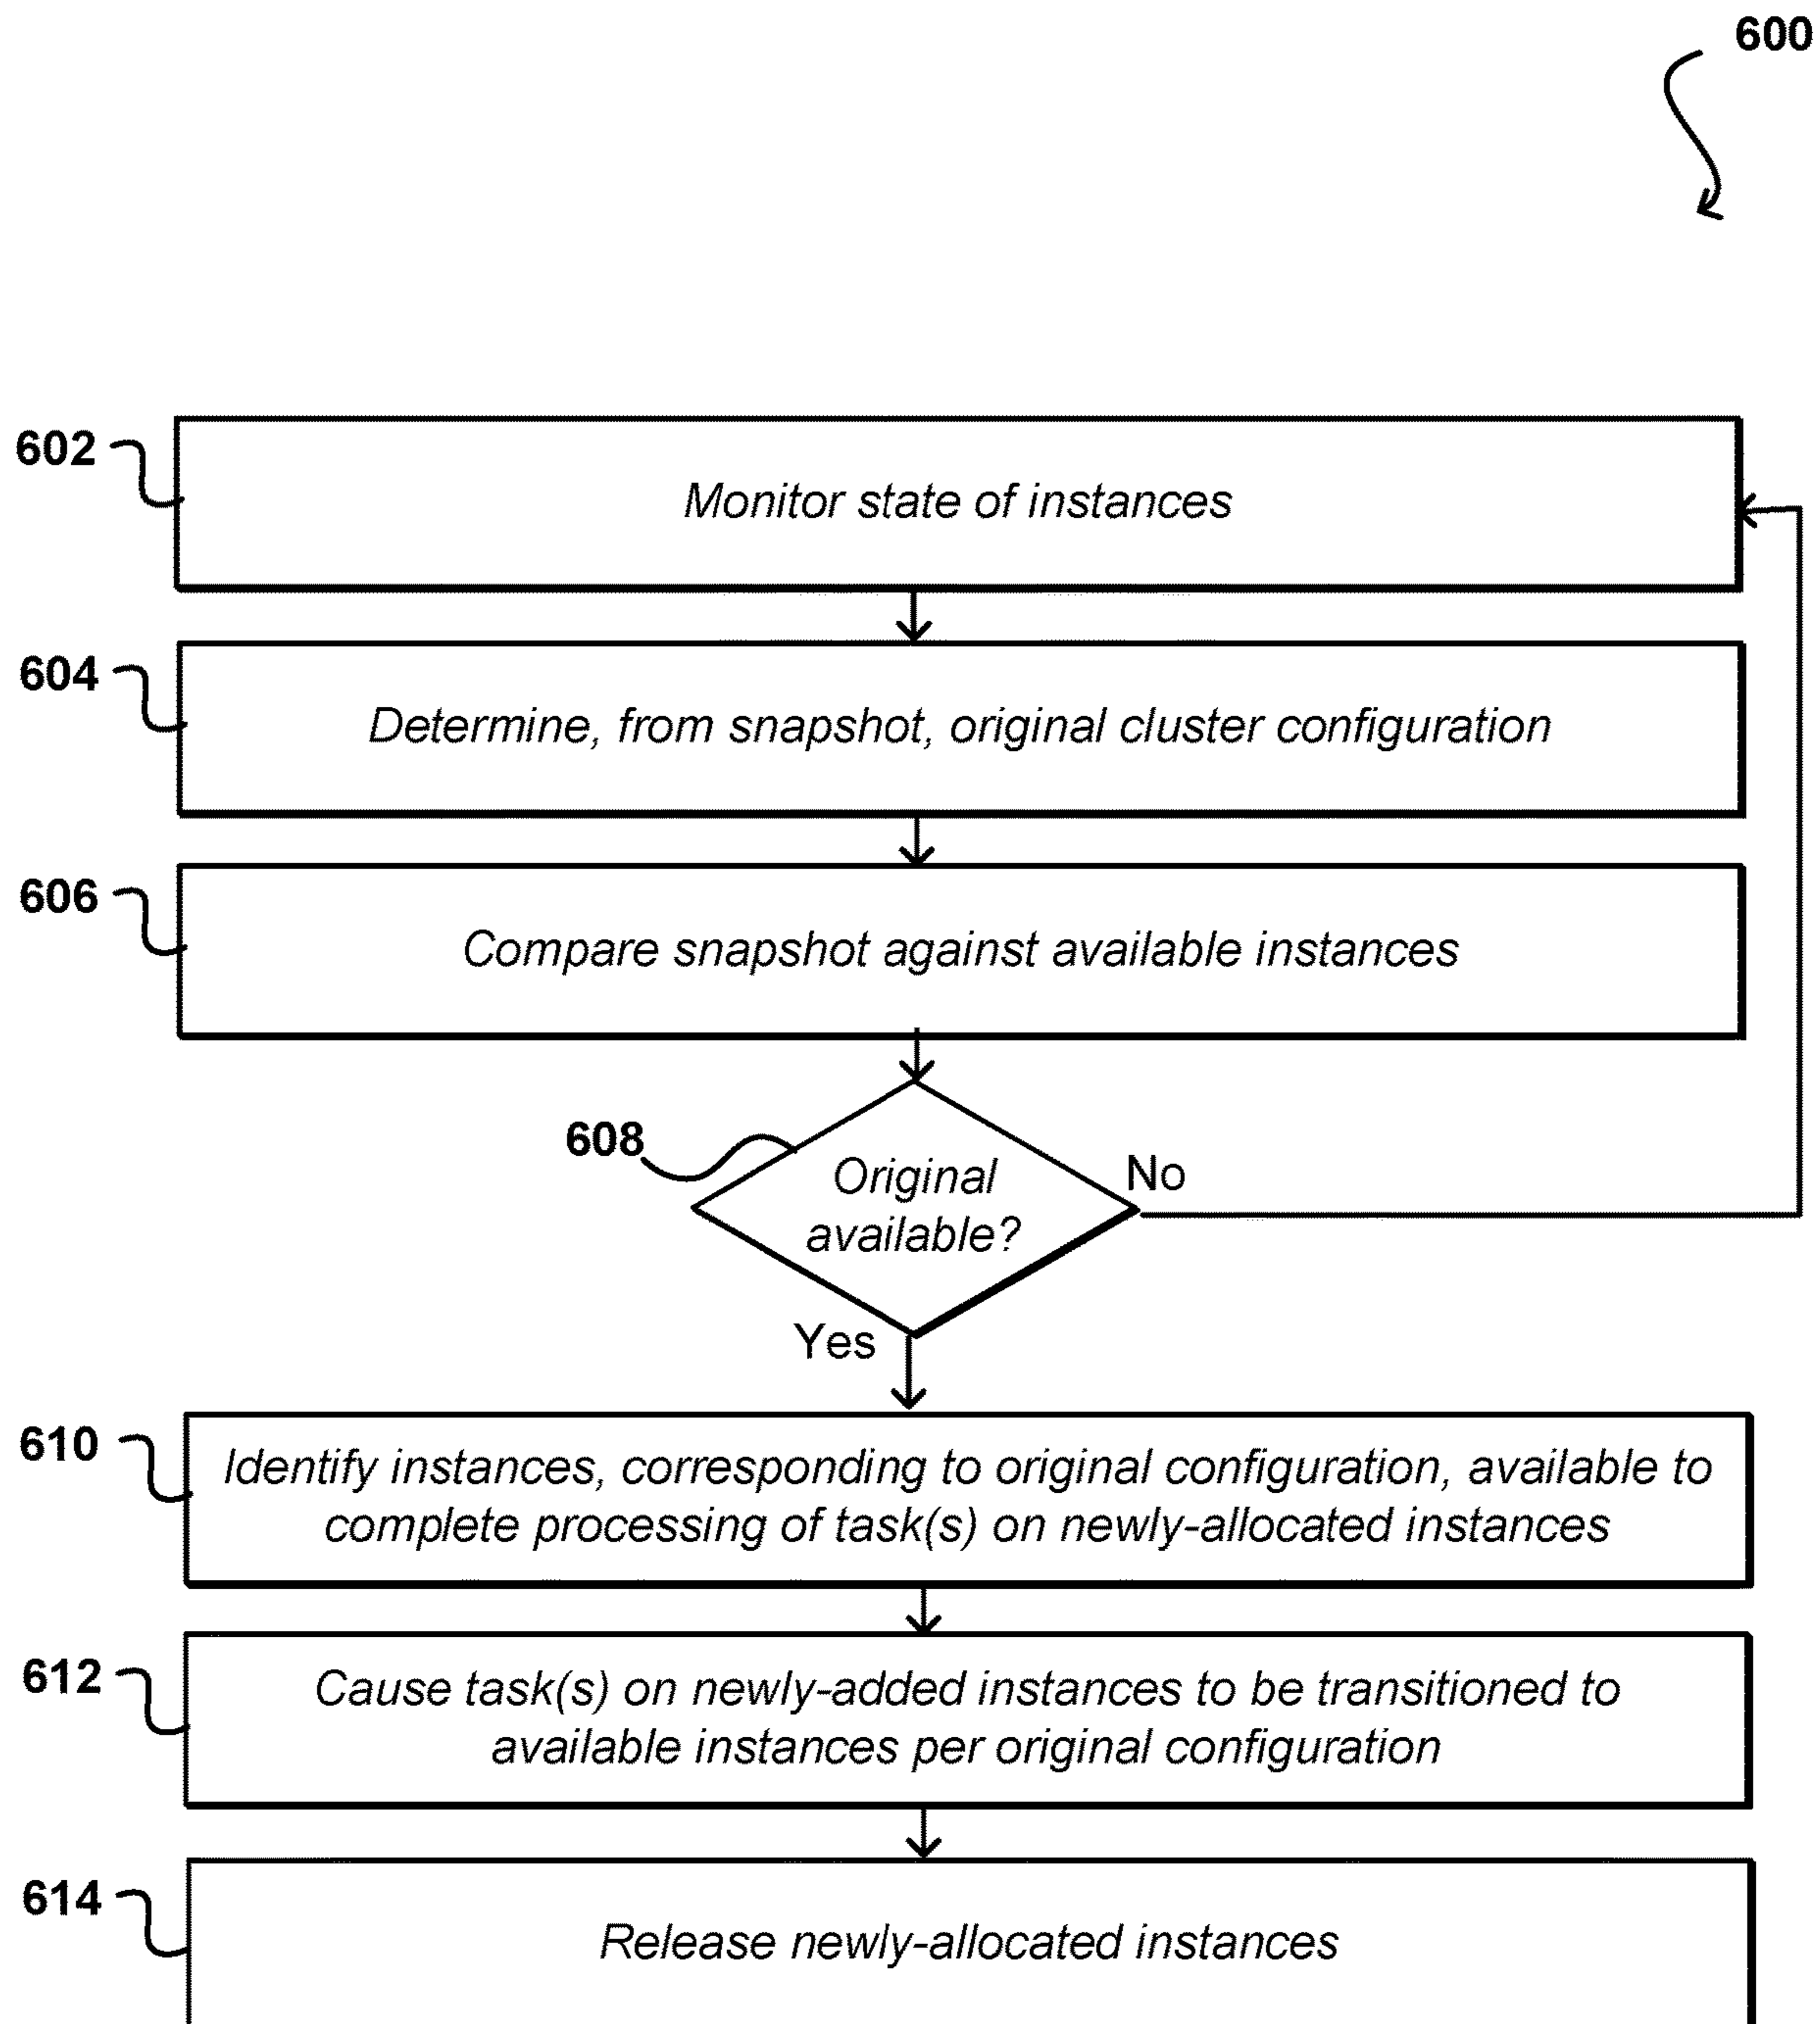 600
602
Monitor state of instances
604
Determine, from snapshot, original cluster configuration
606
Compare snapshot against available instances
608
Original
available?
No
Yes
610
Identify instances, corresponding to original configuration, available to
complete processing of task(s) on newly-allocated instances
612
Cause task(s) on newly-added instances to be transitioned to
available instances per original configuration
614
Release newly-allocated instances